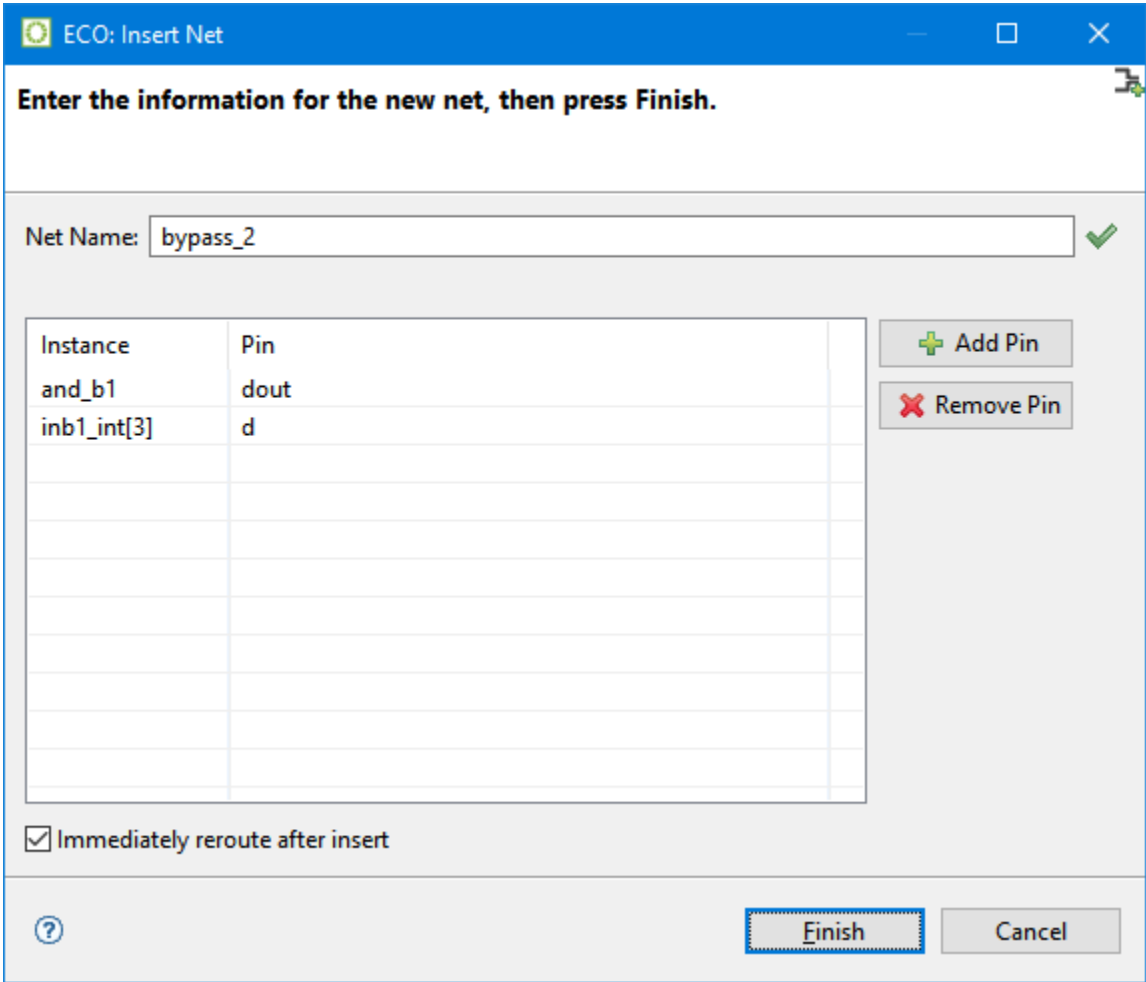 ECO: Insert Net
Enter the information for the new net, then press Finish.
Net Name: bypass_2
Instance Pin
Add Pin
and_b1 dout
Remove Pin
inb1_int[3] d
Immediately reroute after insert
? Finish Cancel